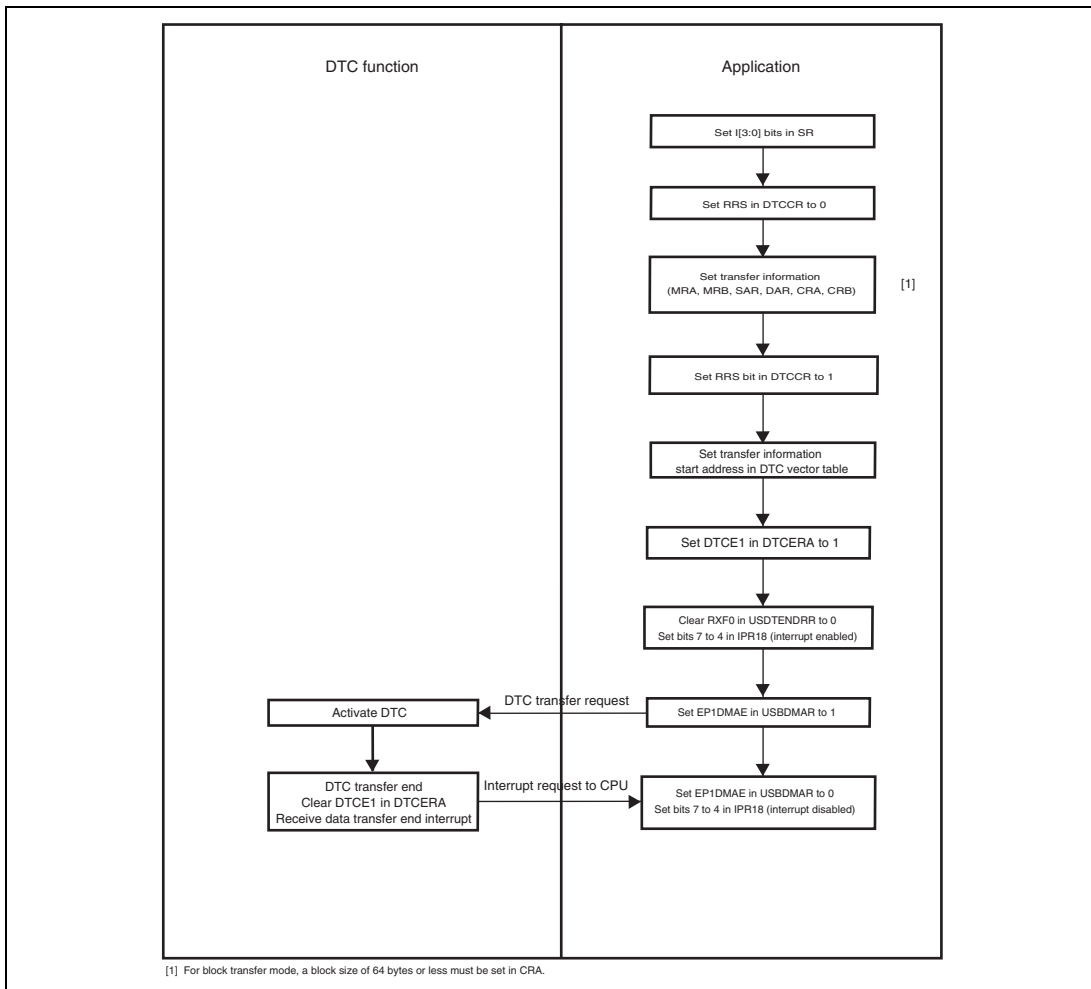 DTC function
Application
Set I[3:0] bits in SR
Set RRS in DTCCR to 0
Set transfer information
(MRA, MRB, SAR, DAR, CRA, CRB)
[1]
Set RRS bit in DTCCR to 1
Set transfer information
start address in DTC vector table
Set DTCE1 in DTCERA to 1
Clear RXF0 in USDTENDRR to 0
Set bits 7 to 4 in IPR18 (interrupt enabled)
DTC transfer request
Activate DTC
Set EP1DMAE in USBDMAR to 1
DTC transfer end
Clear DTCE1 in DTCERA
Receive data transfer end interrupt
Interrupt request to CPU
Set EP1DMAE in USBDMAR to 0
Set bits 7 to 4 in IPR18 (interrupt disabled)
[1] For block transfer mode, a block size of 64 bytes or less must be set in CRA.